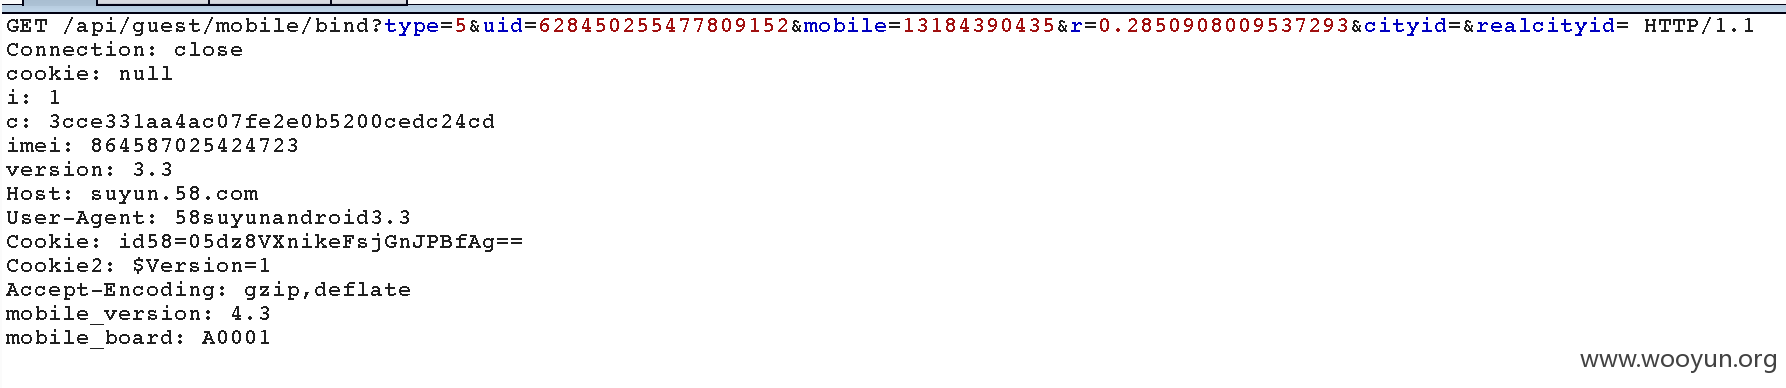 GET /api/guest/mobile/bind?type=5&uid=628450255477809152&mobile=13184390435&r=0.2850908009537293&cityid=&realcityid= HTTP/1.1
Connection: close
cookie: null
i: 1
c: 3cce331aa4ac07fe2e0b5200cedc24cd
imei: 864587025424723
version: 3.3
Host: suyun.58.com
User-Agent: 58suyunandroid3.3
Cookie: id58=05dz8VXnikeFsjGnJPBfAg==
Cookie2: $Version=1
Accept-Encoding: gzip,deflate
mobile_version: 4.3
mobile_board: A0001
www.wooyun.org